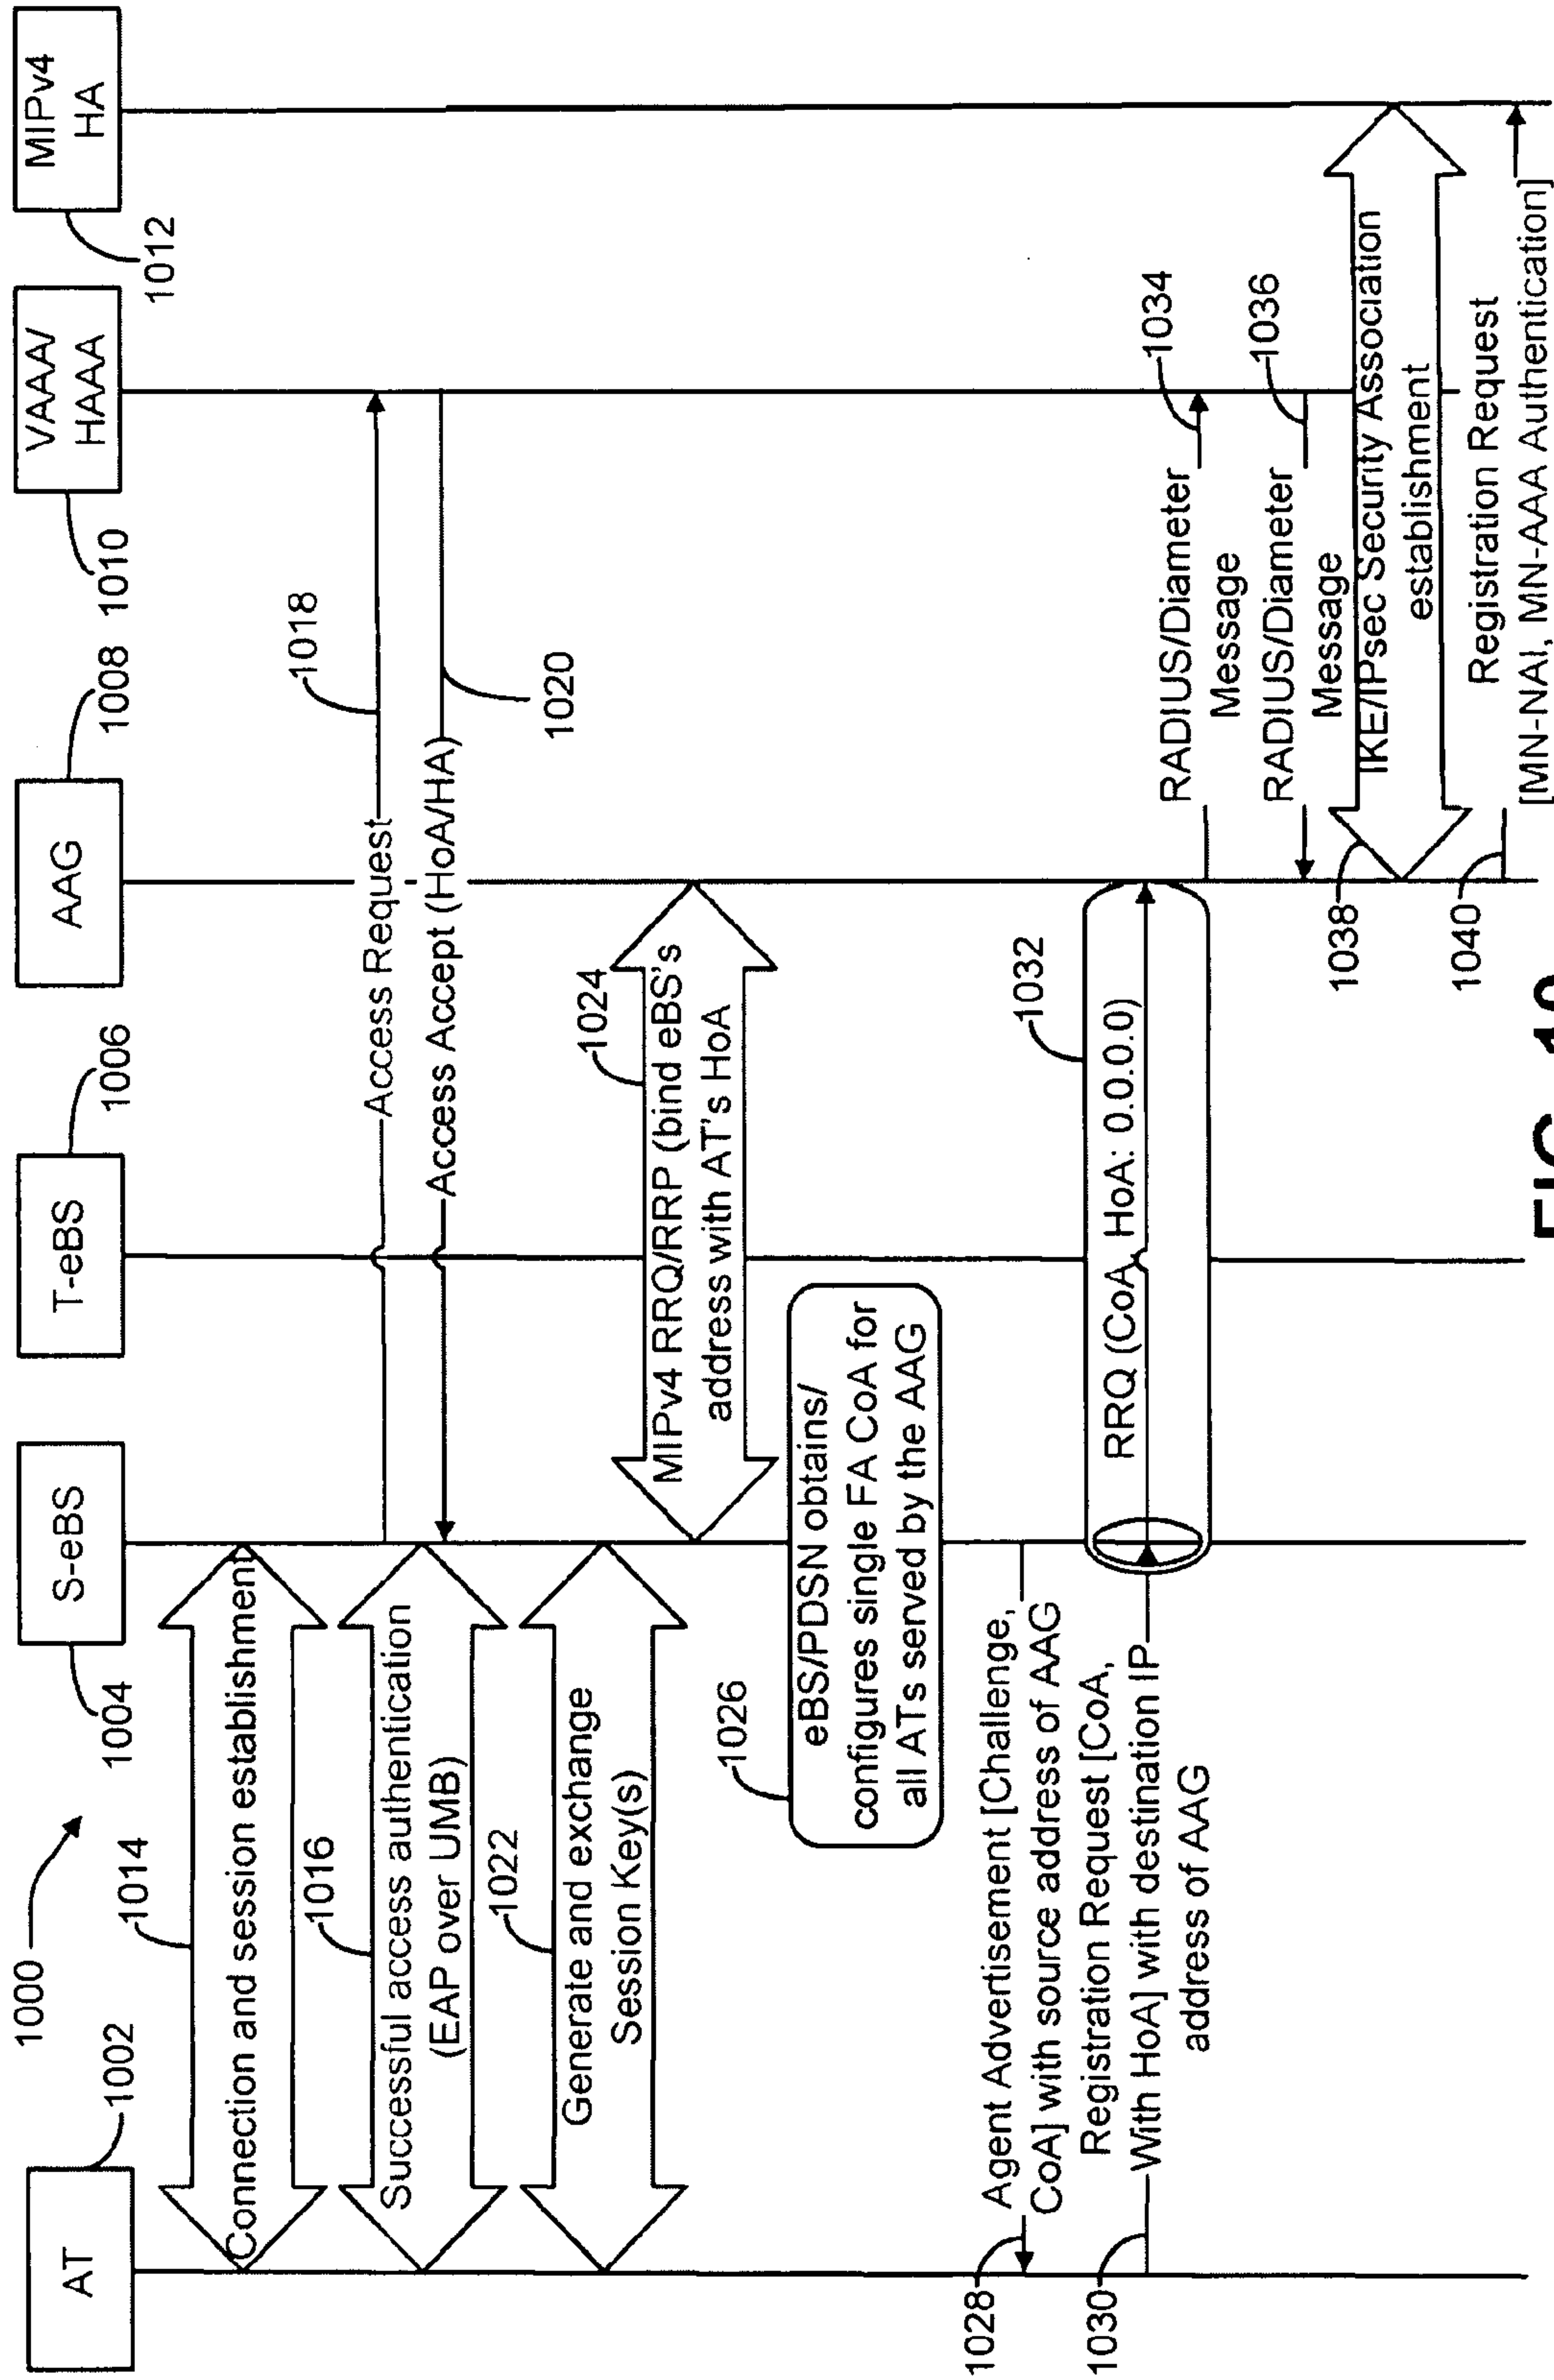 1000
AT
1002
S-eBS
1004
T-eBS
1006
AAG
1008
VAAA/
HAAA
1010
MIPv4
HA
1012
1014
Connection and session establishment
1016
Successful access authentication
(EAP over UMB)
Access Request
1018
Access Accept (HoA/HA)
1020
1022
Generate and exchange
Session Key(s)
1024
MIPv4 RRQ/RRP (bind eBS's
address with AT's HoA
1026
eBS/PDSN obtains/
configures single FA CoA for
all ATs served by the AAG
1028
Agent Advertisement [Challenge,
CoA] with source address of AAG
1030
Registration Request [CoA,
With HoA] with destination IP
address of AAG
1032
RRQ (CoA, HoA: 0.0.0.0)
RADIUS/Diameter
Message
1034
RADIUS/Diameter
Message
1036
1038
IKE/IPsec Security Association
establishment
1040
Registration Request
[MN-NAI, MN-AAA Authentication]